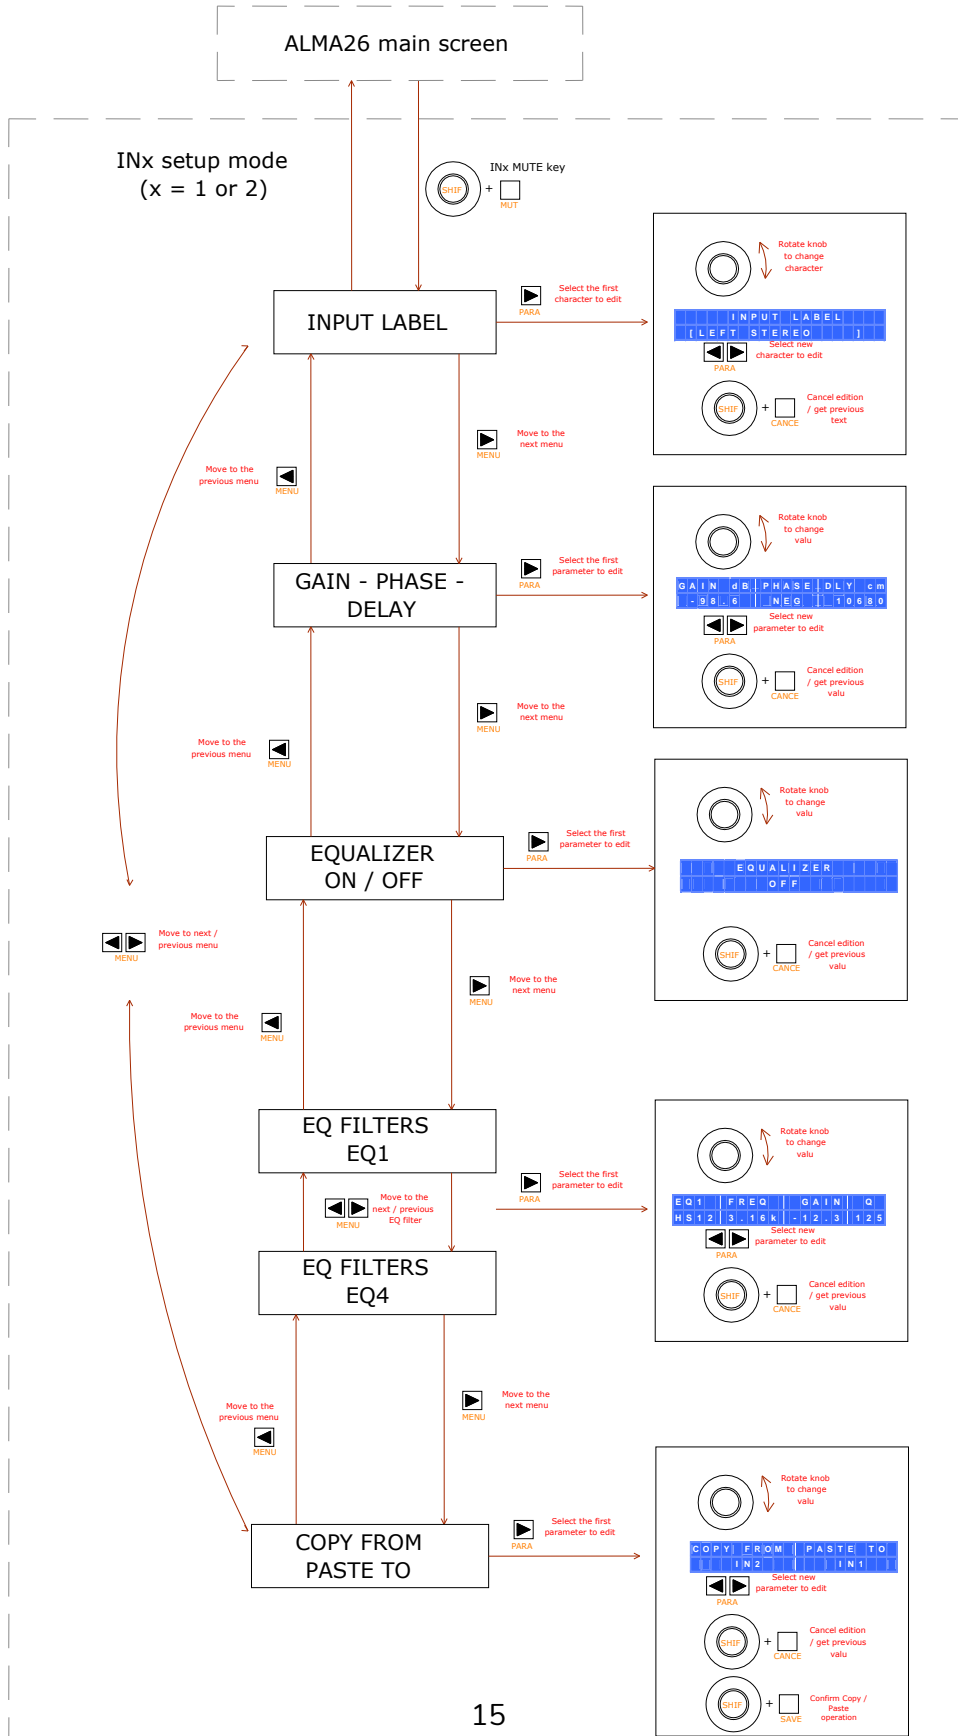 ALMA26 main screen
INx setup mode
(x = 1 or 2)
INx MUTE key
SHIF
+
MUT
Rotate knob
to change
character
Select the first
character to edit
PARA
INPUT LABEL
INPUT LABEL
[LEFT STEREO ]
Select new
character to edit
PARA
SHIF
+
CANCE
Cancel edition
/ get previous
text
Move to the
next menu
MENU
Move to the
previous menu
MENU
Rotate knob
to change
valu
Select the first
parameter to edit
PARA
GAIN - PHASE -
DELAY
GAIN dB PHASE DLY cm
-98.6 NEG 10680
Select new
parameter to edit
PARA
SHIF
+
CANCE
Cancel edition
/ get previous
valu
Move to the
next menu
MENU
Move to the
previous menu
MENU
Rotate knob
to change
valu
Select the first
parameter to edit
PARA
EQUALIZER
ON / OFF
EQUALIZER
OFF
SHIF
+
CANCE
Cancel edition
/ get previous
valu
Move to next /
previous menu
MENU
Move to the
next menu
MENU
Move to the
previous menu
MENU
Rotate knob
to change
valu
EQ FILTERS
EQ1
Select the first
parameter to edit
PARA
Move to the
next / previous
EQ filter
MENU
EQ1 FREQ GAIN Q
HS12 3.16k -12.3 125
Select new
parameter to edit
PARA
EQ FILTERS
EQ4
SHIF
+
CANCE
Cancel edition
/ get previous
valu
Move to the
next menu
MENU
Move to the
previous menu
MENU
Rotate knob
to change
valu
Select the first
parameter to edit
PARA
COPY FROM
PASTE TO
COPY FROM PASTE TO
IN2 IN1
Select new
parameter to edit
PARA
SHIF
+
CANCE
Cancel edition
/ get previous
valu
SHIF
+
SAVE
Confirm Copy /
Paste
operation
15